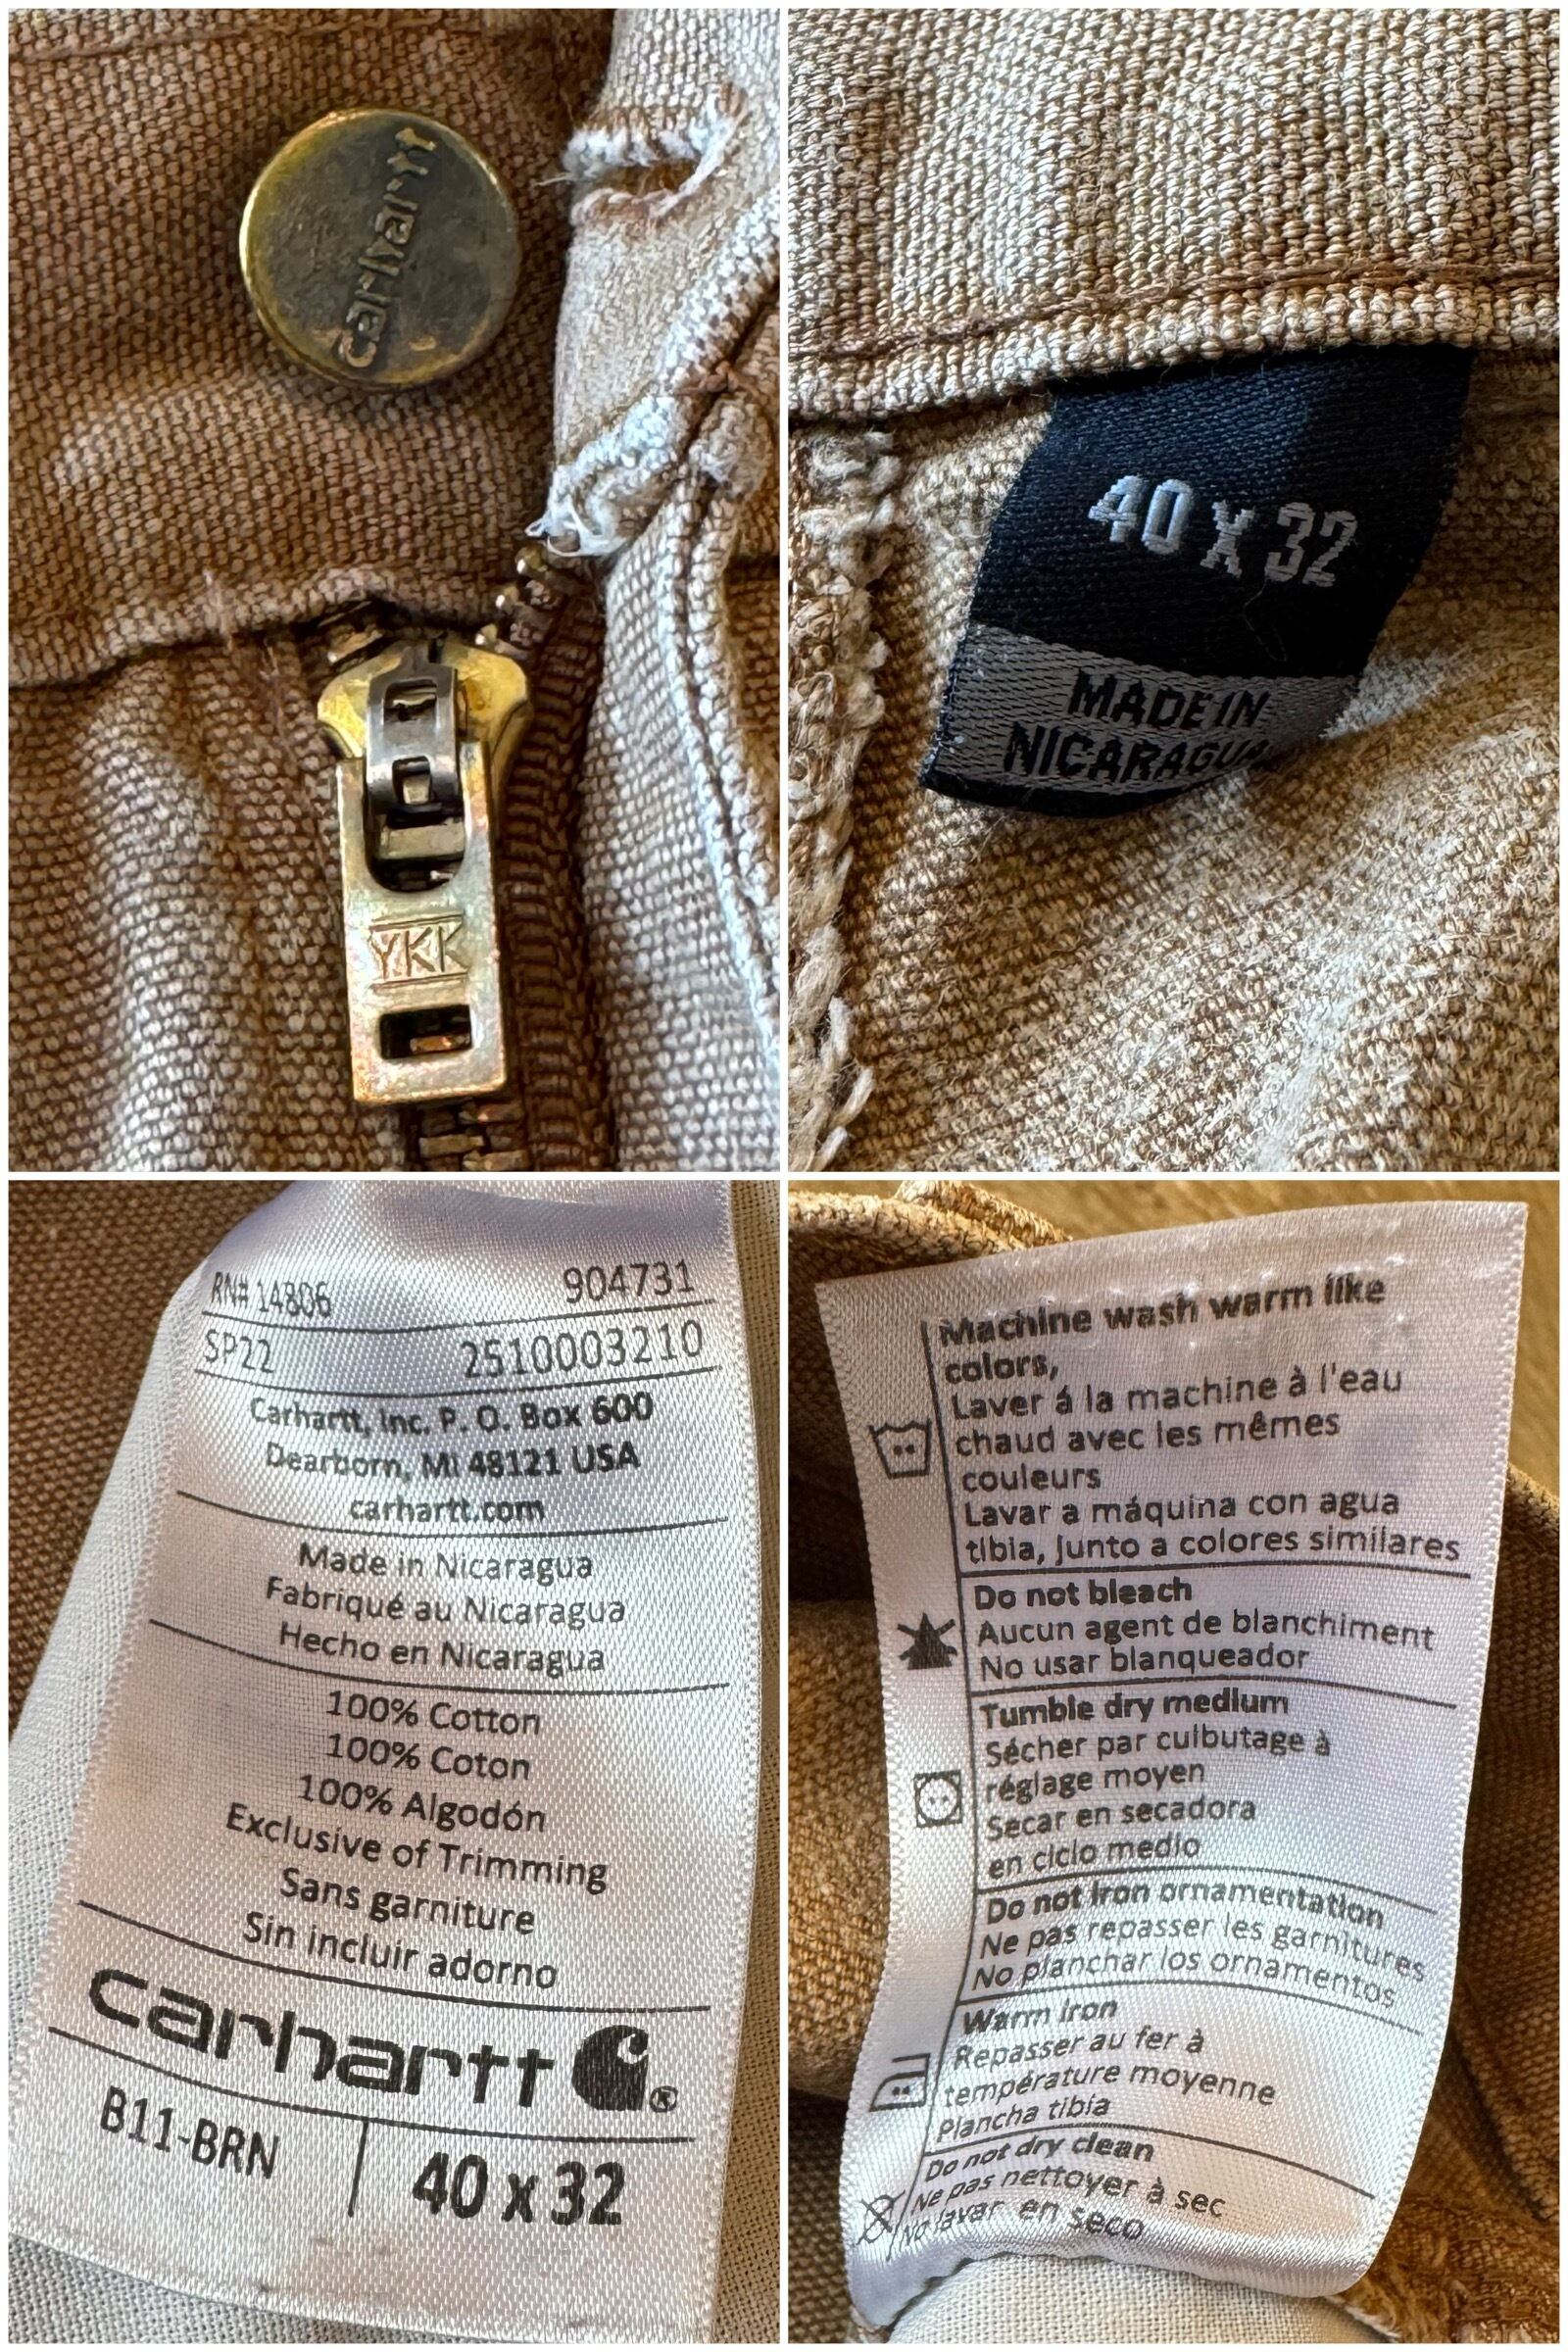 carhartt
YKK
40 X 32
MADE IN
NICARAGUA
RN# 14806 904731
SP22 2510003210
Carhartt, Inc. P. O. Box 600
Dearborn, MI 48121 USA
carhartt.com
Made in Nicaragua
Fabriqué au Nicaragua
Hecho en Nicaragua
100% Cotton
100% Coton
100% Algodón
Exclusive of Trimming
Sans garniture
Sin incluir adorno
carhartt ®
B11-BRN 40 x 32
Machine wash warm like
colors,
Laver á la machine à l'eau
chaud avec les mêmes
couleurs
Lavar a máquina con agua
tibia, junto a colores similares
Do not bleach
Aucun agent de blanchiment
No usar blanqueador
Tumble dry medium
Sécher par culbutage à
réglage moyen
Secar en secadora
en ciclo medio
Do not iron ornamentation
Ne pas repasser les garnitures
No planchar los ornamentos
Warm iron
Repasser au fer à
température moyenne
Plancha tibia
Do not dry clean
Ne pas nettoyer à sec
No lavar en seco